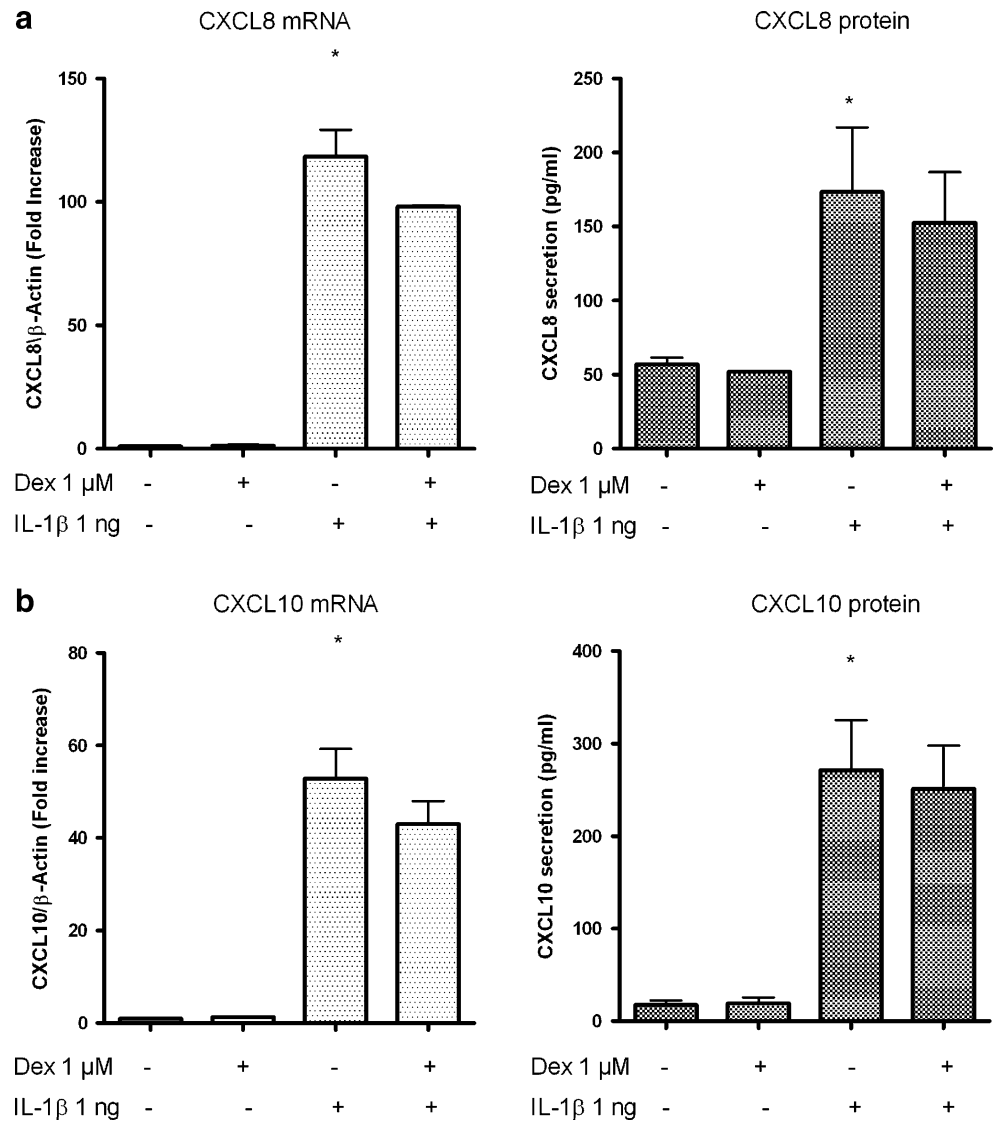 a
CXCL8 mRNA
*
150
100
50
0
CXCL8\β-Actin (Fold Increase)
Dex 1 µM - + - +
IL-1β 1 ng - - + +
CXCL8 protein
*
250
200
150
100
50
0
CXCL8 secretion (pg/ml)
Dex 1 µM - + - +
IL-1β 1 ng - - + +
b
CXCL10 mRNA
*
80
60
40
20
0
CXCL10/β-Actin (Fold increase)
Dex 1 µM - + - +
IL-1β 1 ng - - + +
CXCL10 protein
*
400
300
200
100
0
CXCL10 secretion (pg/ml)
Dex 1 µM - + - +
IL-1β 1 ng - - + +